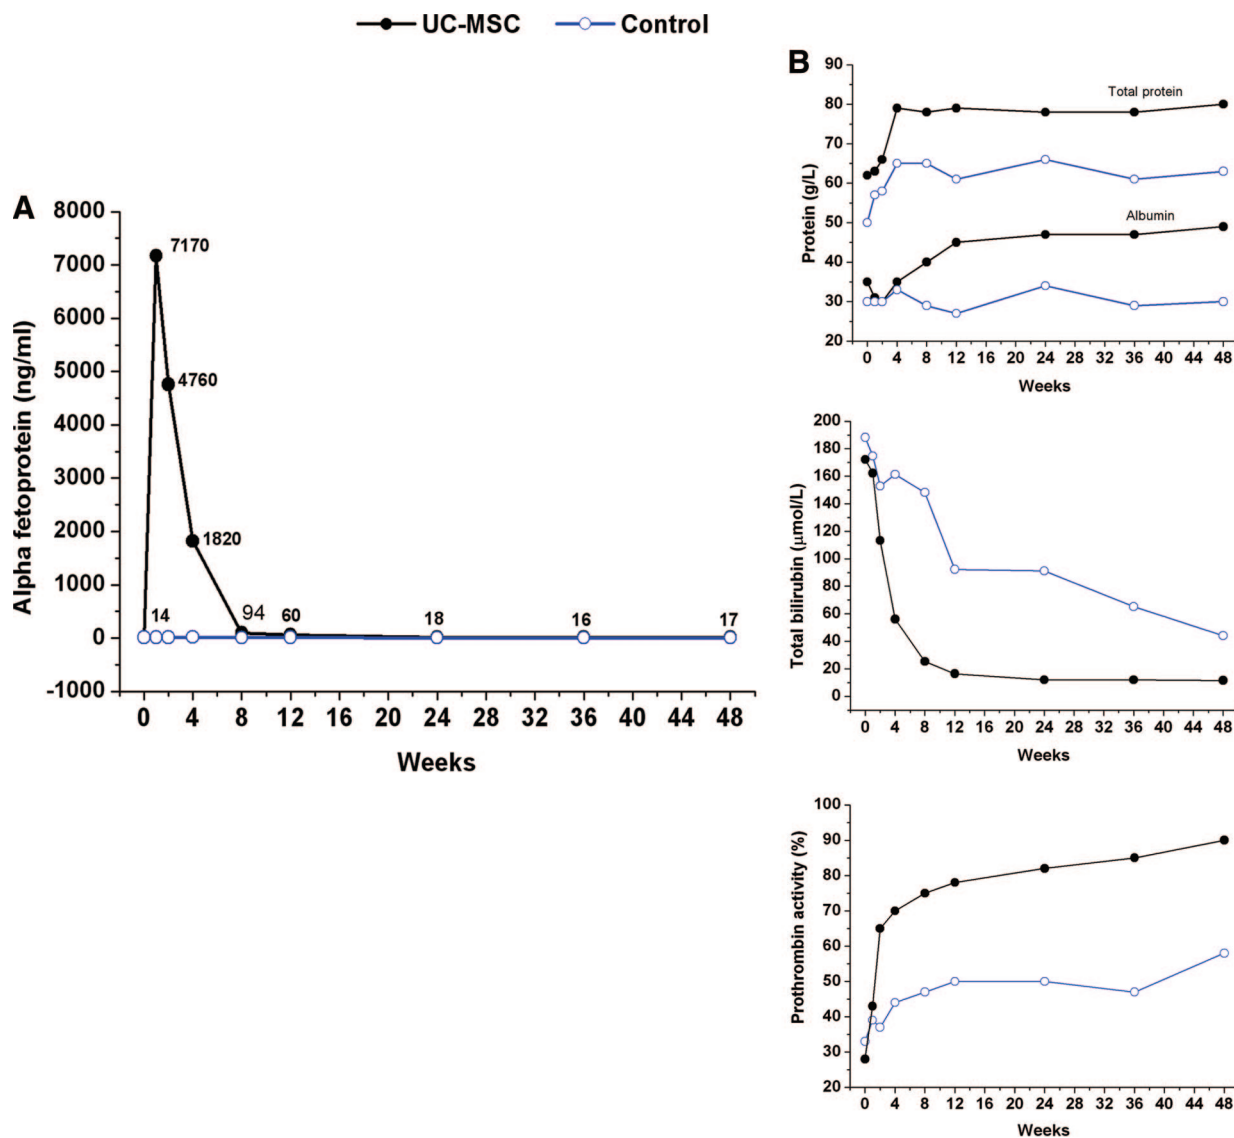 UC-MSC Control
A
8000
7000
6000
5000
4000
3000
2000
1000
0
-1000
Alpha fetoprotein (ng/ml)
7170
4760
1820
14
94
60
18
16
17
0 4 8 12 16 20 24 28 32 36 40 44 48
Weeks
B
90
80
70
60
50
40
30
20
Protein (g/L)
Total protein
Albumin
0 4 8 12 16 20 24 28 32 36 40 44 48
Weeks
200
180
160
140
120
100
80
60
40
20
0
Total bilirubin (μmol/L)
0 4 8 12 16 20 24 28 32 36 40 44 48
Weeks
100
90
80
70
60
50
40
30
20
Prothrombin activity (%)
0 4 8 12 16 20 24 28 32 36 40 44 48
Weeks